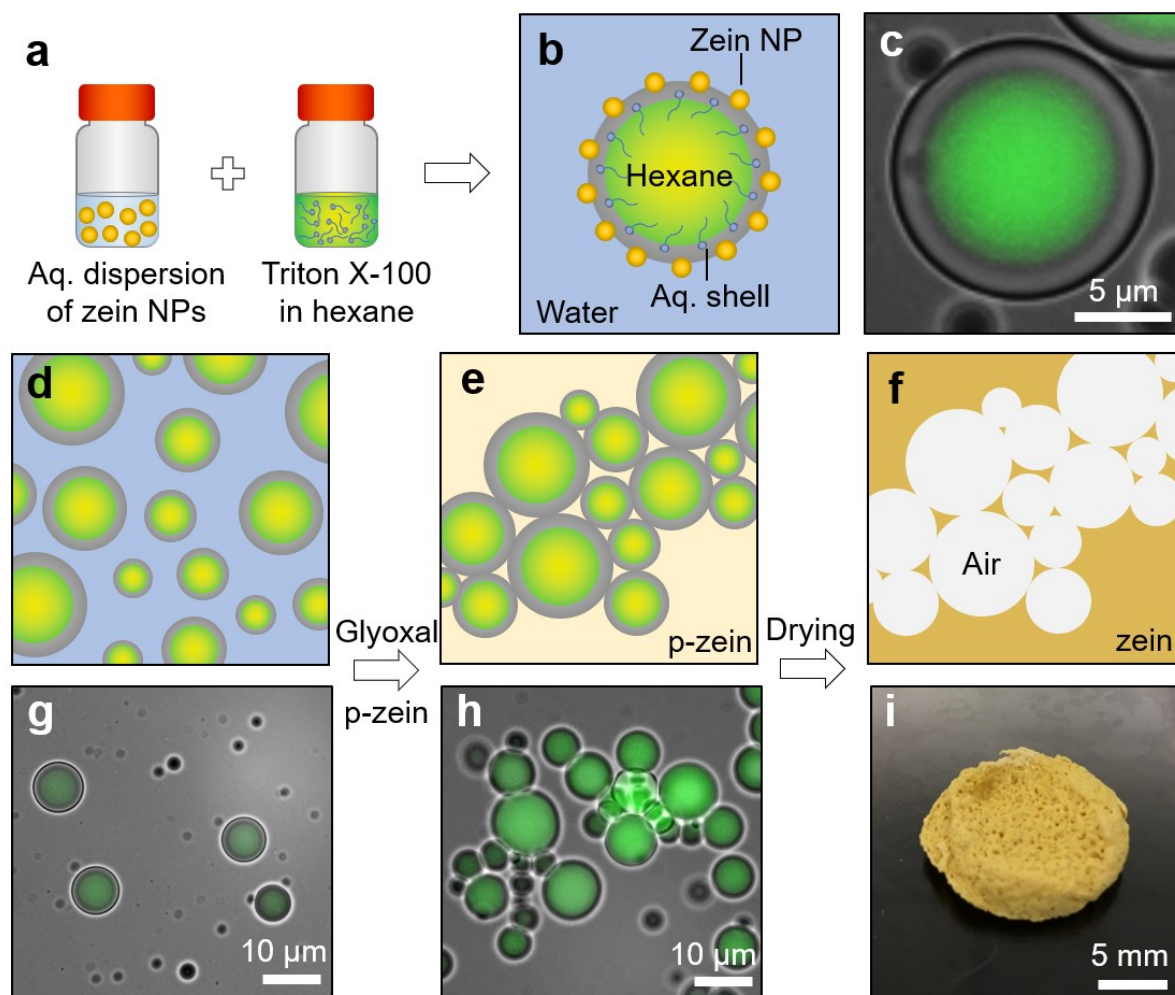 a
Aq. dispersion
of zein NPs
Triton X-100
in hexane
b
Zein NP
Hexane
Aq. shell
Water
c
5 µm
d
Glyoxal
p-zein
e
p-zein
Drying
f
Air
zein
g
10 µm
h
10 µm
i
5 mm